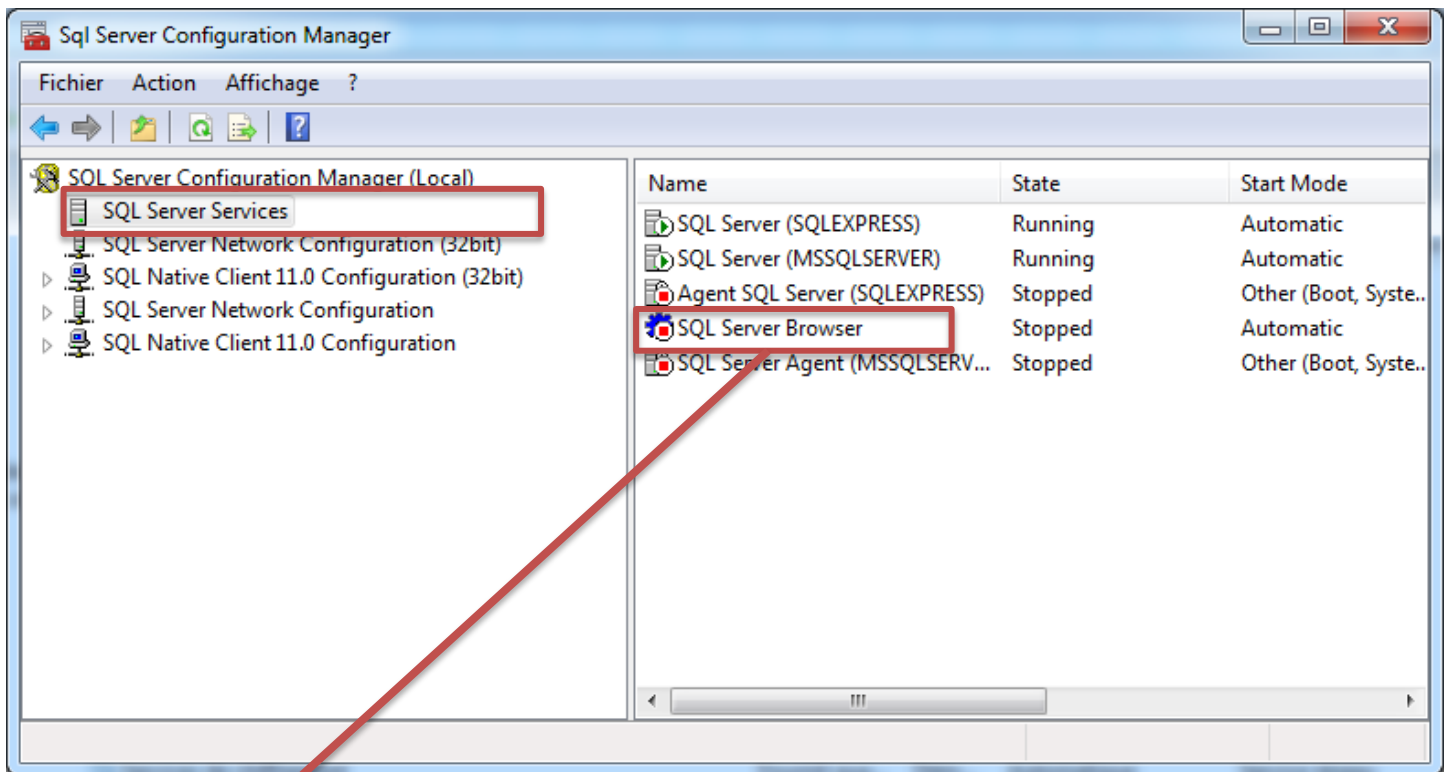 Sql Server Configuration Manager
Fichier Action Affichage ?
SQL Server Configuration Manager (Local)
SQL Server Services
SQL Server Network Configuration (32bit)
SQL Native Client 11.0 Configuration (32bit)
SQL Server Network Configuration
SQL Native Client 11.0 Configuration
Name State Start Mode
SQL Server (SQLEXPRESS) Running Automatic
SQL Server (MSSQLSERVER) Running Automatic
Agent SQL Server (SQLEXPRESS) Stopped Other (Boot, Syste..
SQL Server Browser Stopped Automatic
SQL Server Agent (MSSQLSERV... Stopped Other (Boot, Syste..